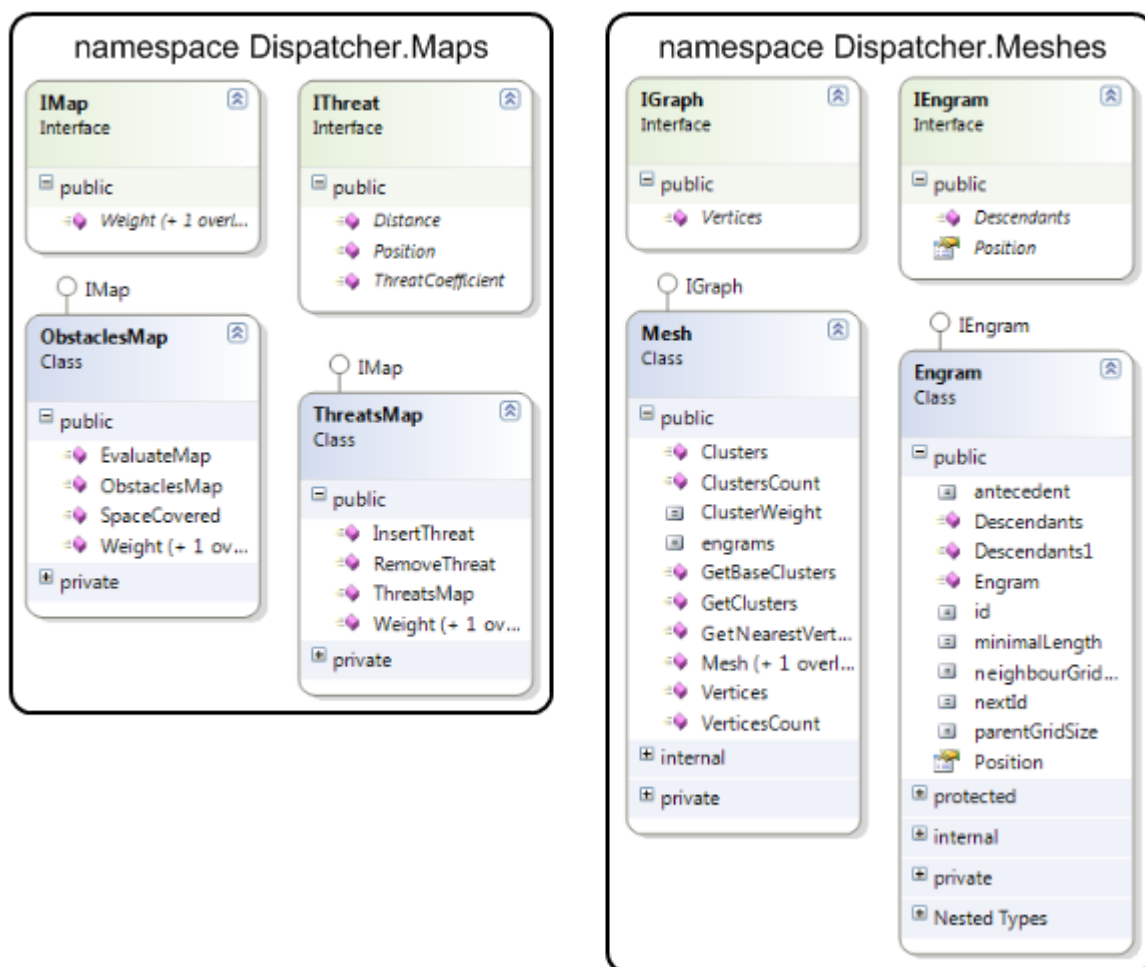 namespace Dispatcher.Maps
IMap
Interface
public
Weight (+ 1 overl...
IThreat
Interface
public
Distance
Position
ThreatCoefficient
IMap
ObstaclesMap
Class
public
EvaluateMap
ObstaclesMap
SpaceCovered
Weight (+ 1 ov...
private
IMap
ThreatsMap
Class
public
InsertThreat
RemoveThreat
ThreatsMap
Weight (+ 1 ov...
private
namespace Dispatcher.Meshes
IGraph
Interface
public
Vertices
IEngram
Interface
public
Descendants
Position
IGraph
Mesh
Class
public
Clusters
ClustersCount
ClusterWeight
engrams
GetBaseClusters
GetClusters
GetNearestVert...
Mesh (+ 1 overl...
Vertices
VerticesCount
internal
private
IEngram
Engram
Class
public
antecedent
Descendants
Descendants1
Engram
id
minimalLength
neighbourGrid...
nextId
parentGridSize
Position
protected
internal
private
Nested Types